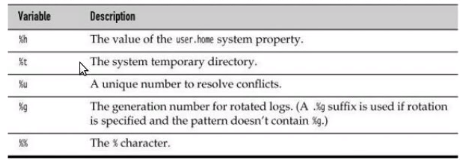 Variable Description
%h The value of the user.home system property.
%t The system temporary directory.
%u A unique number to resolve conflicts.
%g The generation number for rotated logs. (A .%g suffix is used if rotation
is specified and the pattern doesn't contain %g.)
%% The % character.